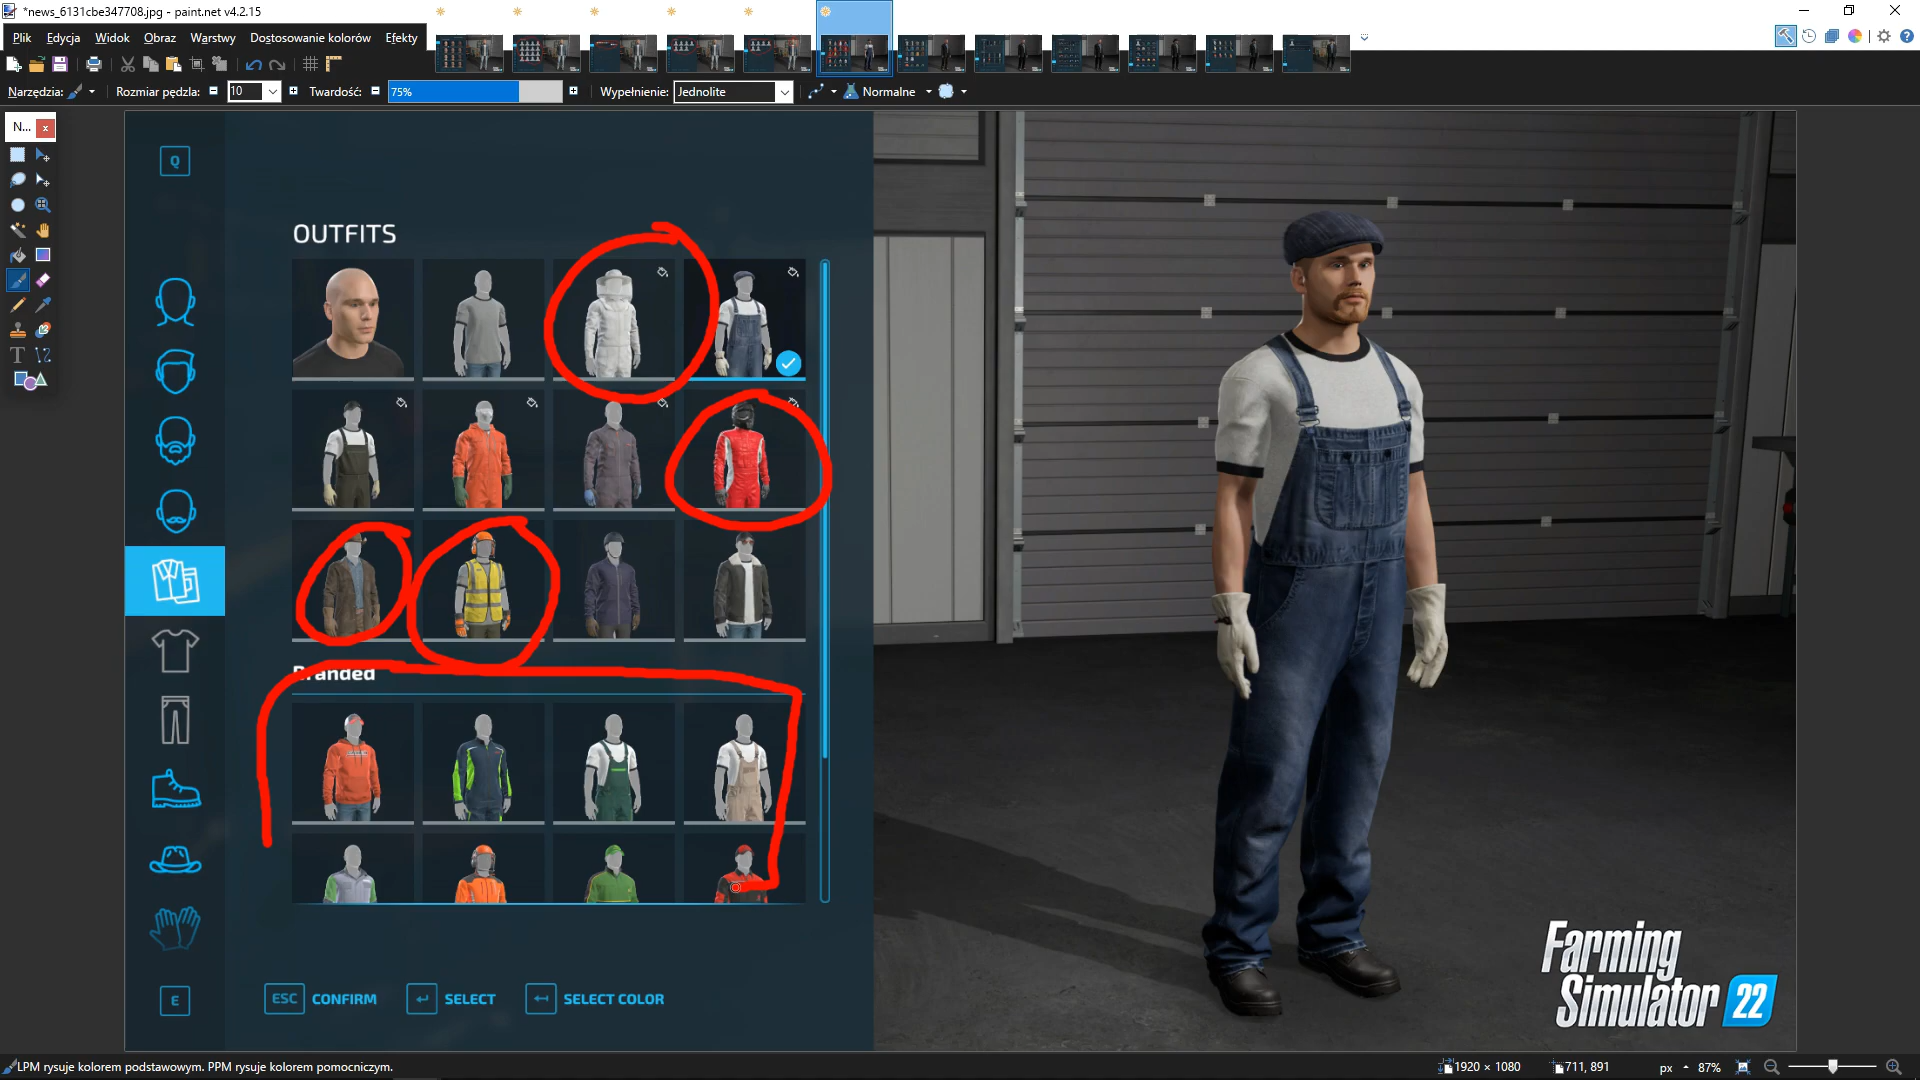 *news_6131cbe347708.jpg - paint.net v4.2.15
Plik Edycja Widok Obraz Warstwy Dostosowanie kolorów Efekty
Narzędzia: Rozmiar pędzla: 10 Twardość: 75% Wypełnienie: Jednolite Normalne
N... x
Q
OUTFITS
Branded
E
ESC CONFIRM SELECT SELECT COLOR
Farming
Simulator 22
LPM rysuje kolorem podstawowym. PPM rysuje kolorem pomocniczym.
1920 × 1080 711, 891 px 87%